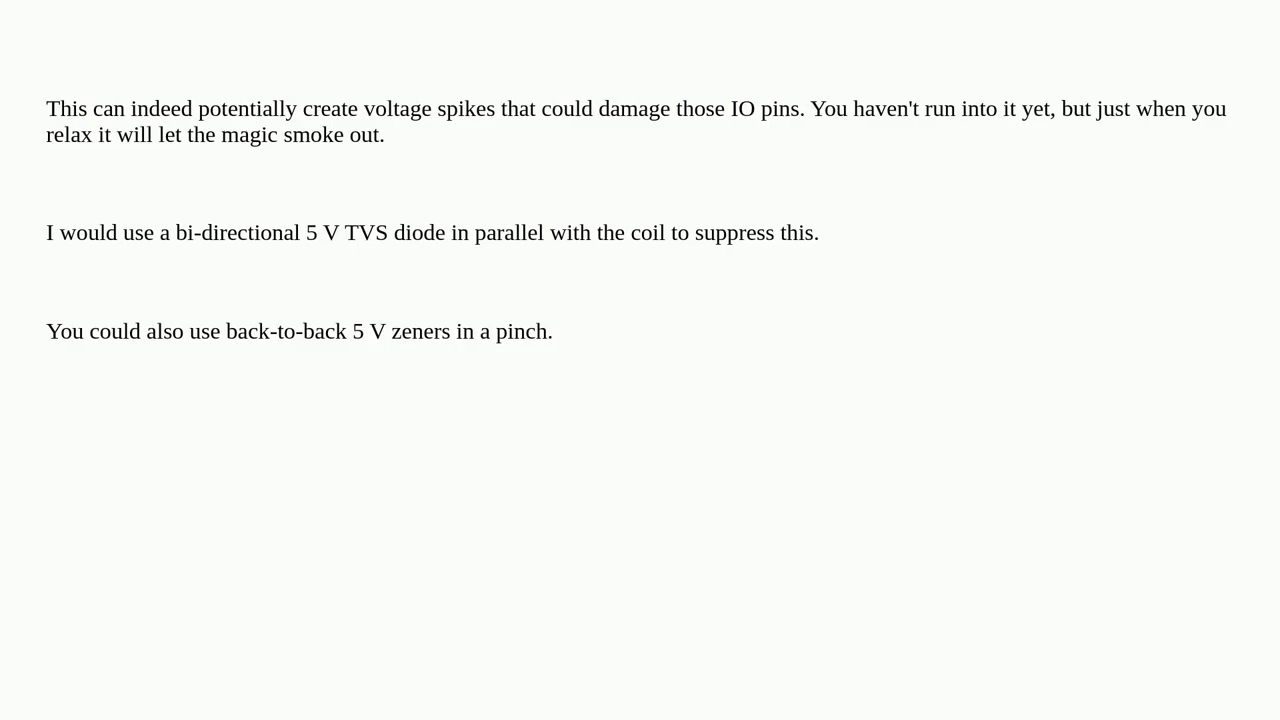 This can indeed potentially create voltage spikes that could damage those IO pins. You haven't run into it yet, but just when you
relax it will let the magic smoke out.
I would use a bi-directional 5 V TVS diode in parallel with the coil to suppress this.
You could also use back-to-back 5 V zeners in a pinch.